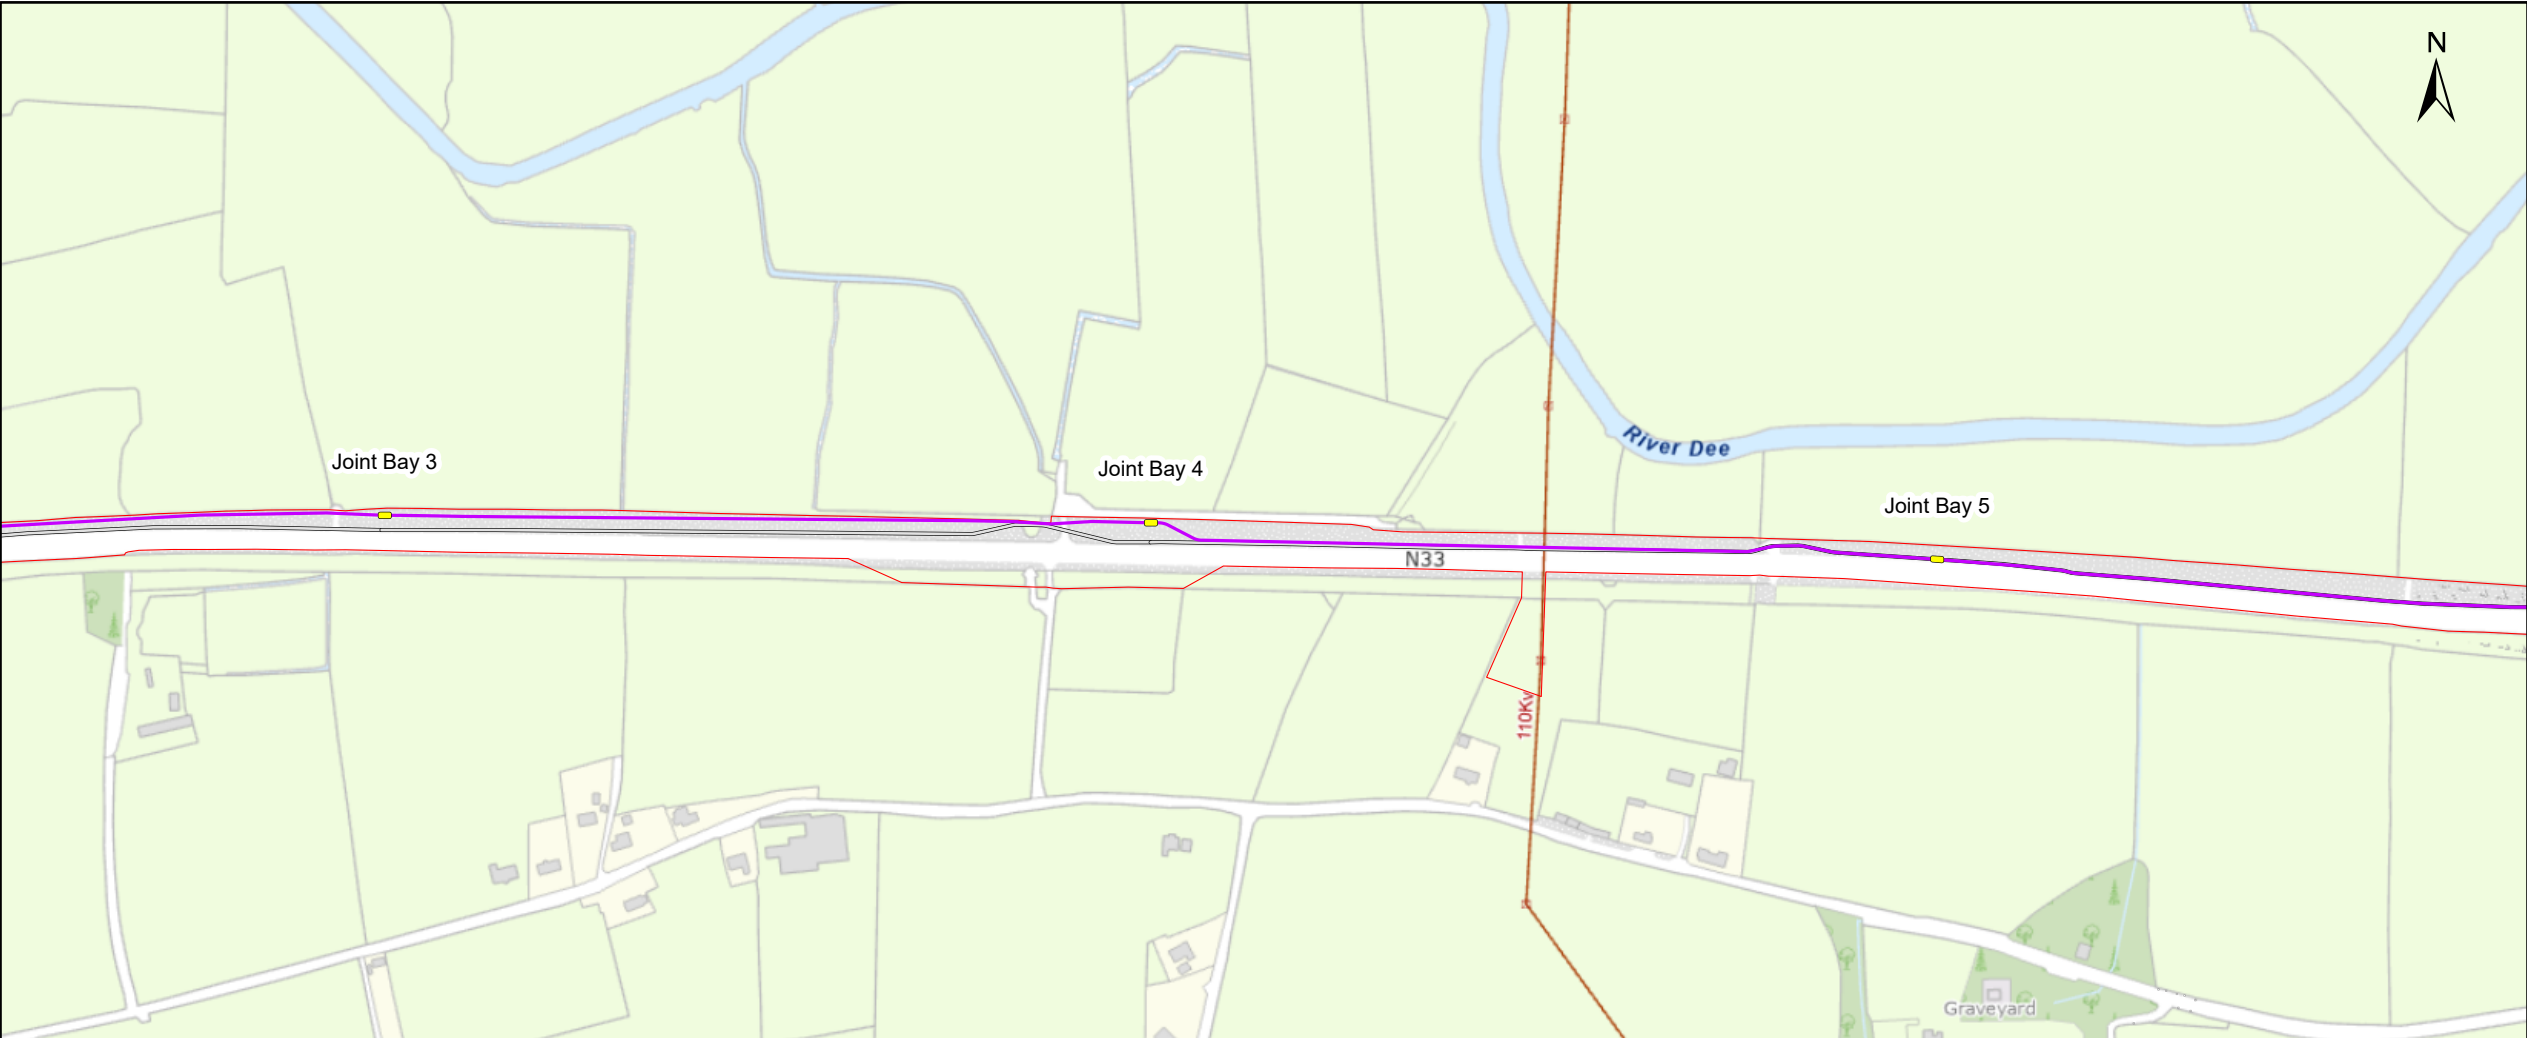 N
River Dee
Joint Bay 3
Joint Bay 4
Joint Bay 5
N33
110Kv
Graveyard